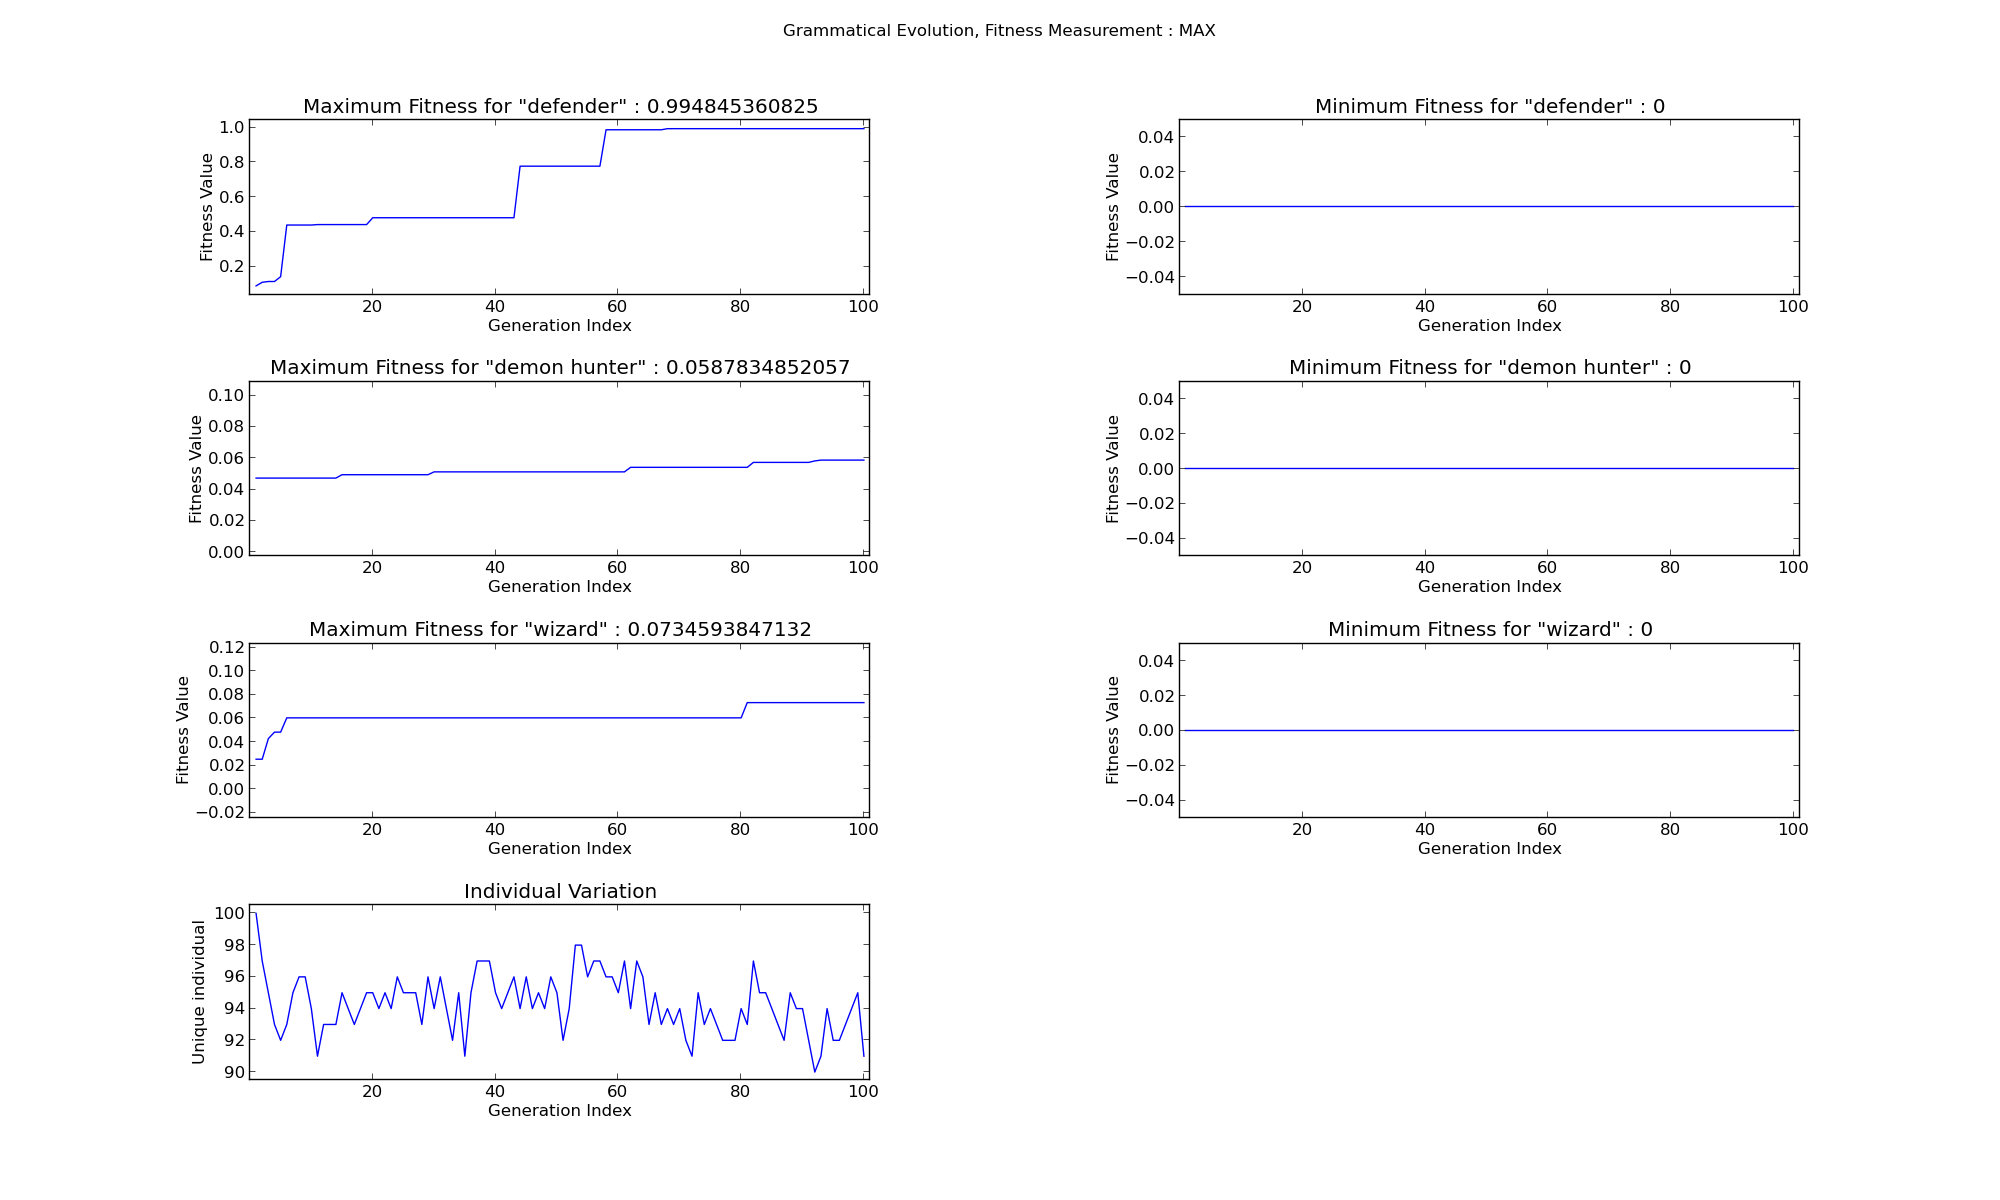 Grammatical Evolution, Fitness Measurement : MAX
Maximum Fitness for "defender" : 0.994845360825
1.0
0.8
0.6
0.4
0.2
Fitness Value
20 40 60 80 100
Generation Index
Minimum Fitness for "defender" : 0
0.04
0.02
0.00
−0.02
−0.04
Fitness Value
20 40 60 80 100
Generation Index
Maximum Fitness for "demon hunter" : 0.0587834852057
0.10
0.08
0.06
0.04
0.02
0.00
Fitness Value
20 40 60 80 100
Generation Index
Minimum Fitness for "demon hunter" : 0
0.04
0.02
0.00
−0.02
−0.04
Fitness Value
20 40 60 80 100
Generation Index
Maximum Fitness for "wizard" : 0.0734593847132
0.12
0.10
0.08
0.06
0.04
0.02
0.00
−0.02
Fitness Value
20 40 60 80 100
Generation Index
Minimum Fitness for "wizard" : 0
0.04
0.02
0.00
−0.02
−0.04
Fitness Value
20 40 60 80 100
Generation Index
Individual Variation
100
98
96
94
92
90
Unique individual
20 40 60 80 100
Generation Index